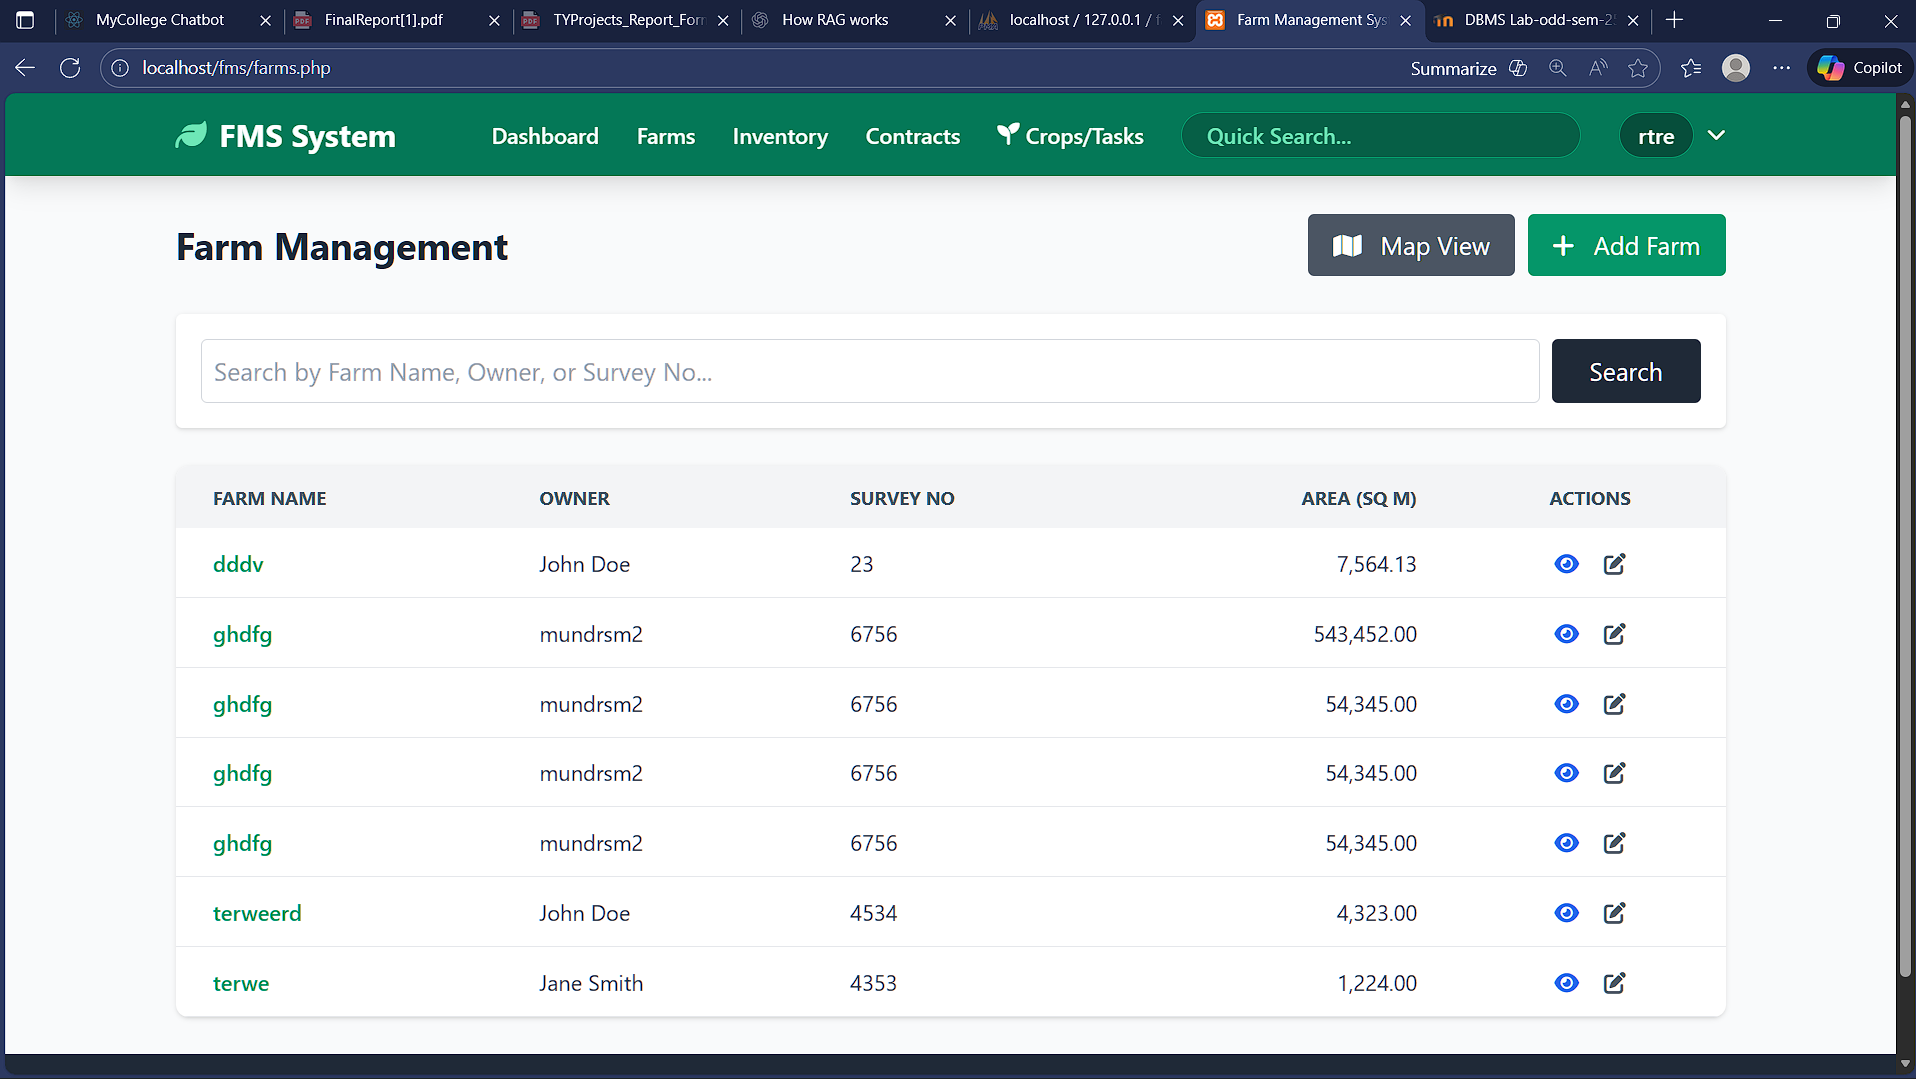 MyCollege Chatbot
FinalReport[1].pdf
TYProjects_Report_Forr
How RAG works
localhost / 127.0.0.1 / f
Farm Management Sys
DBMS Lab-odd-sem-2
localhost/fms/farms.php
Summarize
Copilot
FMS System
Dashboard
Farms
Inventory
Contracts
Crops/Tasks
Quick Search...
rtre
Farm Management
Map View
Add Farm
Search by Farm Name, Owner, or Survey No...
Search
FARM NAME OWNER SURVEY NO AREA (SQ M) ACTIONS
dddv John Doe 23 7,564.13
ghdfg mundrsm2 6756 543,452.00
ghdfg mundrsm2 6756 54,345.00
ghdfg mundrsm2 6756 54,345.00
ghdfg mundrsm2 6756 54,345.00
terweerd John Doe 4534 4,323.00
terwe Jane Smith 4353 1,224.00